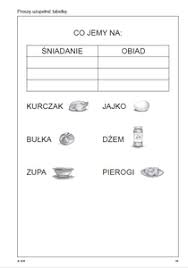 Proszę uzupełnić tabelkę.
CO JEMY NA:
ŚNIADANIE OBIAD
KURCZAK JAJKO
BUŁKA DŻEM
ZUPA PIEROGI